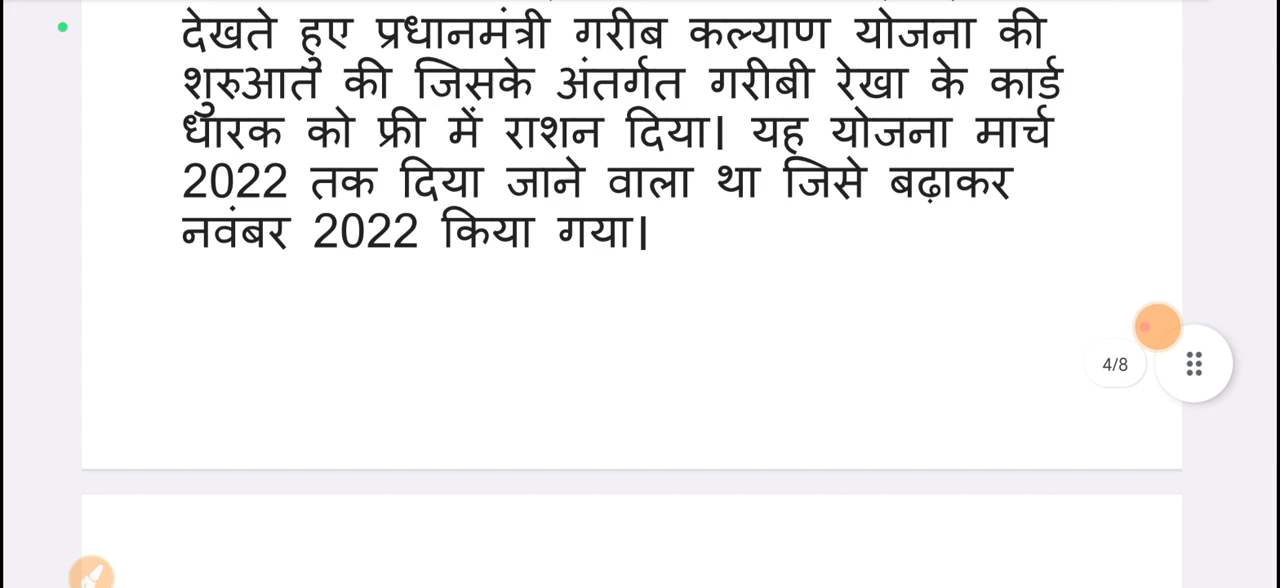 देखते हुए प्रधानमंत्री गरीब कल्याण योजना की
शुरुआत की जिसके अंतर्गत गरीबी रेखा के कार्ड
धारक को फ्री में राशन दिया। यह योजना मार्च
2022 तक दिया जाने वाला था जिसे बढ़ाकर
नवंबर 2022 किया गया।
4/8